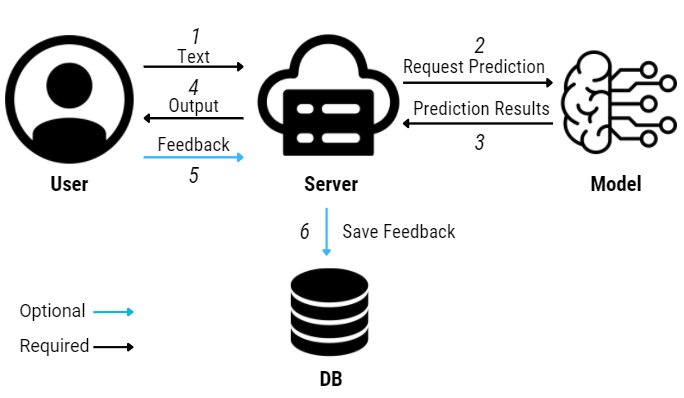 1
Text
4
Output
Feedback
5
User
Server
2
Request Prediction
Prediction Results
3
Model
6
Save Feedback
DB
Optional
Required